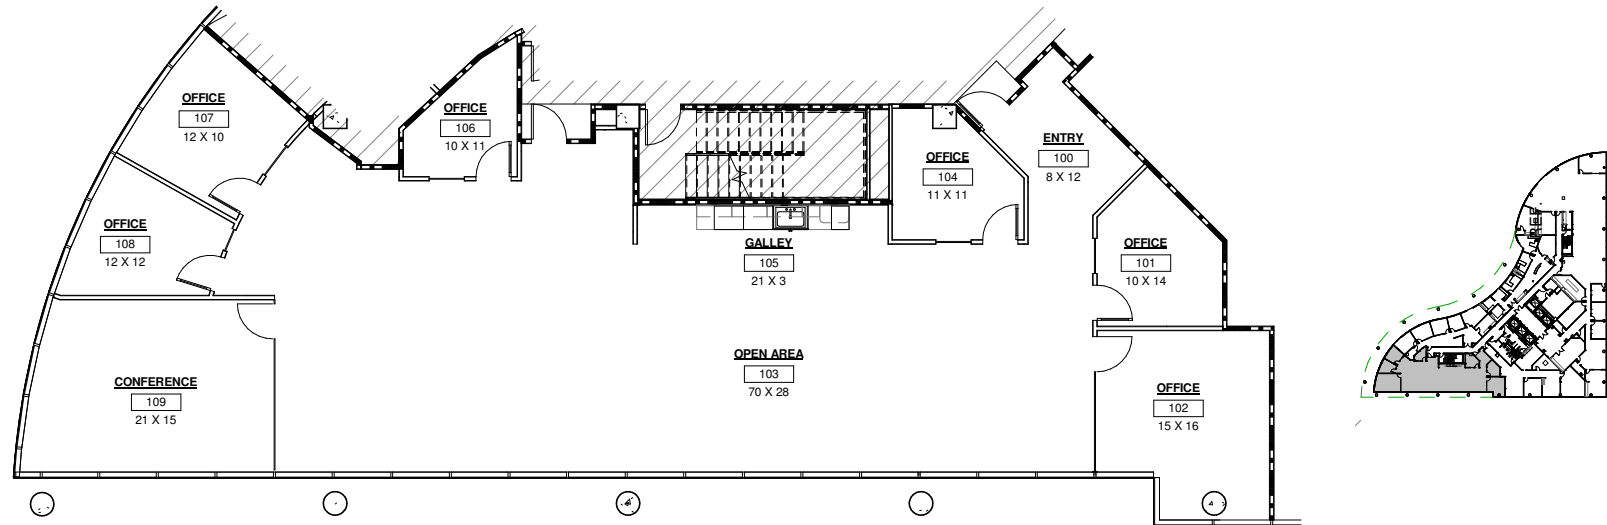 OFFICE
107
12 X 10
OFFICE
106
10 X 11
OFFICE
104
11 X 11
ENTRY
100
8 X 12
OFFICE
108
12 X 12
GALLEY
105
21 X 3
OFFICE
101
10 X 14
OPEN AREA
103
70 X 28
CONFERENCE
109
21 X 15
OFFICE
102
15 X 16